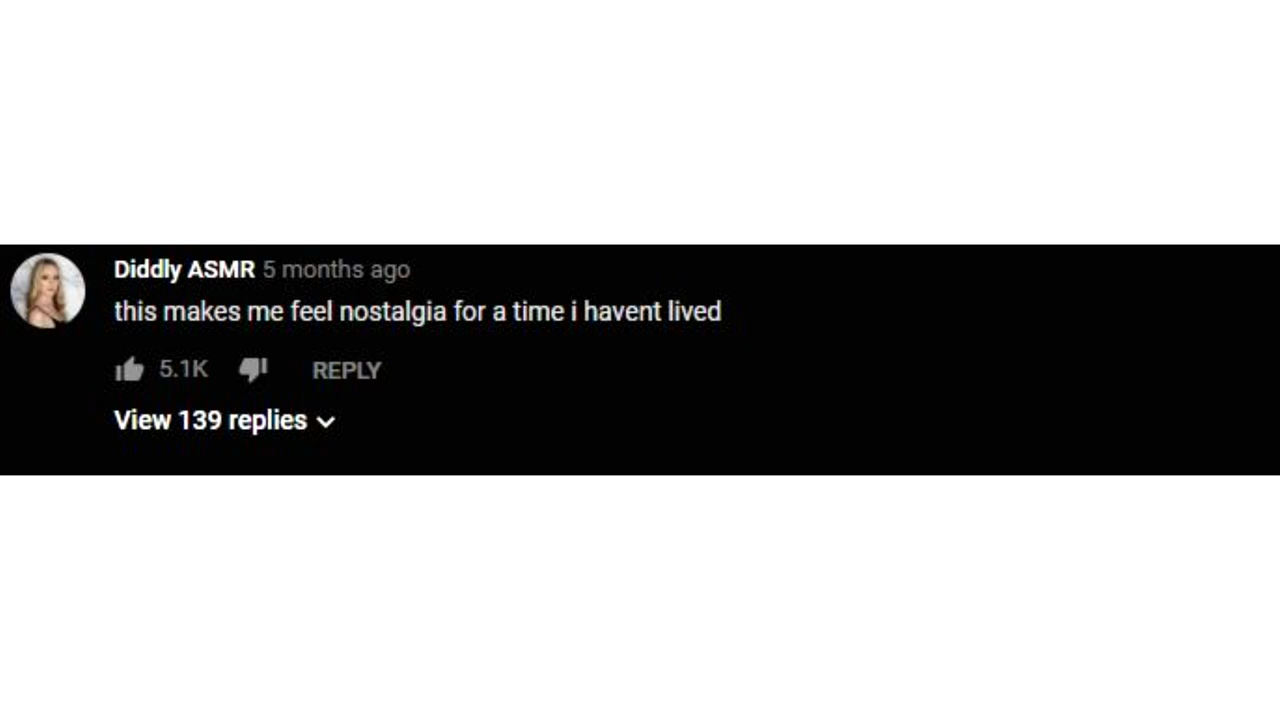 Diddly ASMR 5 months ago
this makes me feel nostalgia for a time i havent lived
5.1K REPLY
View 139 replies